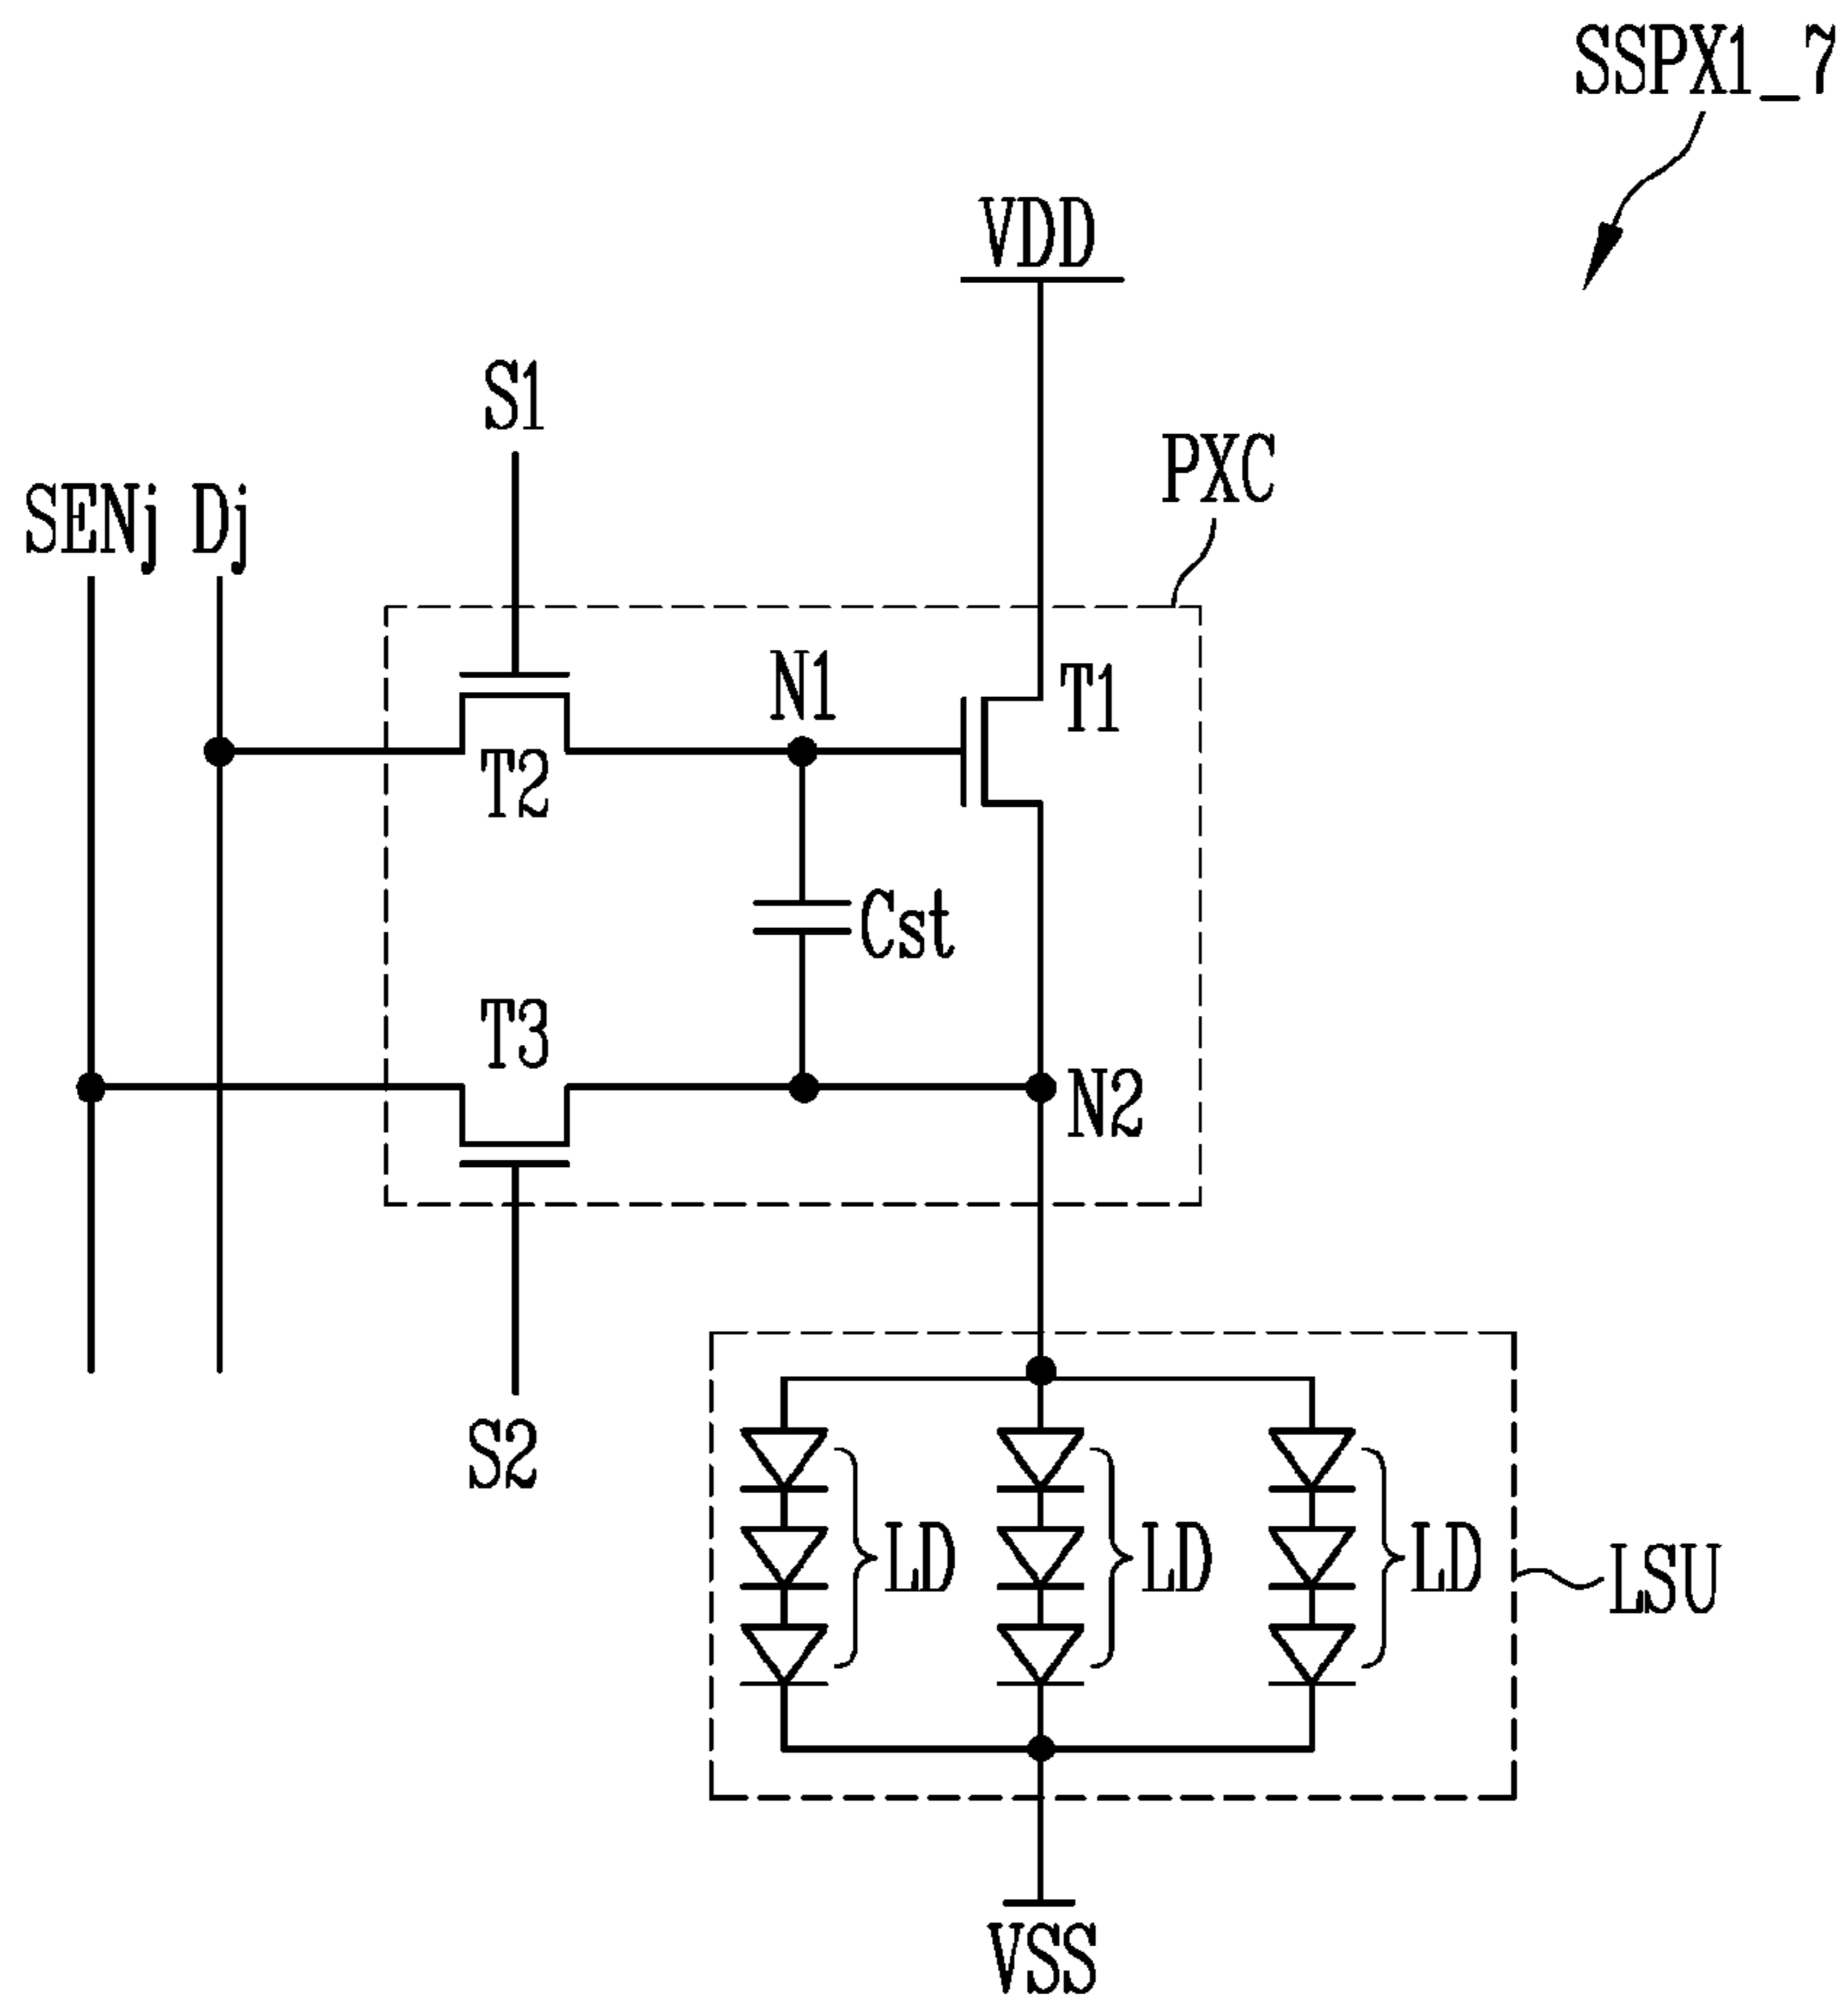 SSPX1_7
VDD
S1
PXC
SENj Dj
N1
T1
T2
Cst
T3
N2
S2
LD LD LD
LSU
VSS